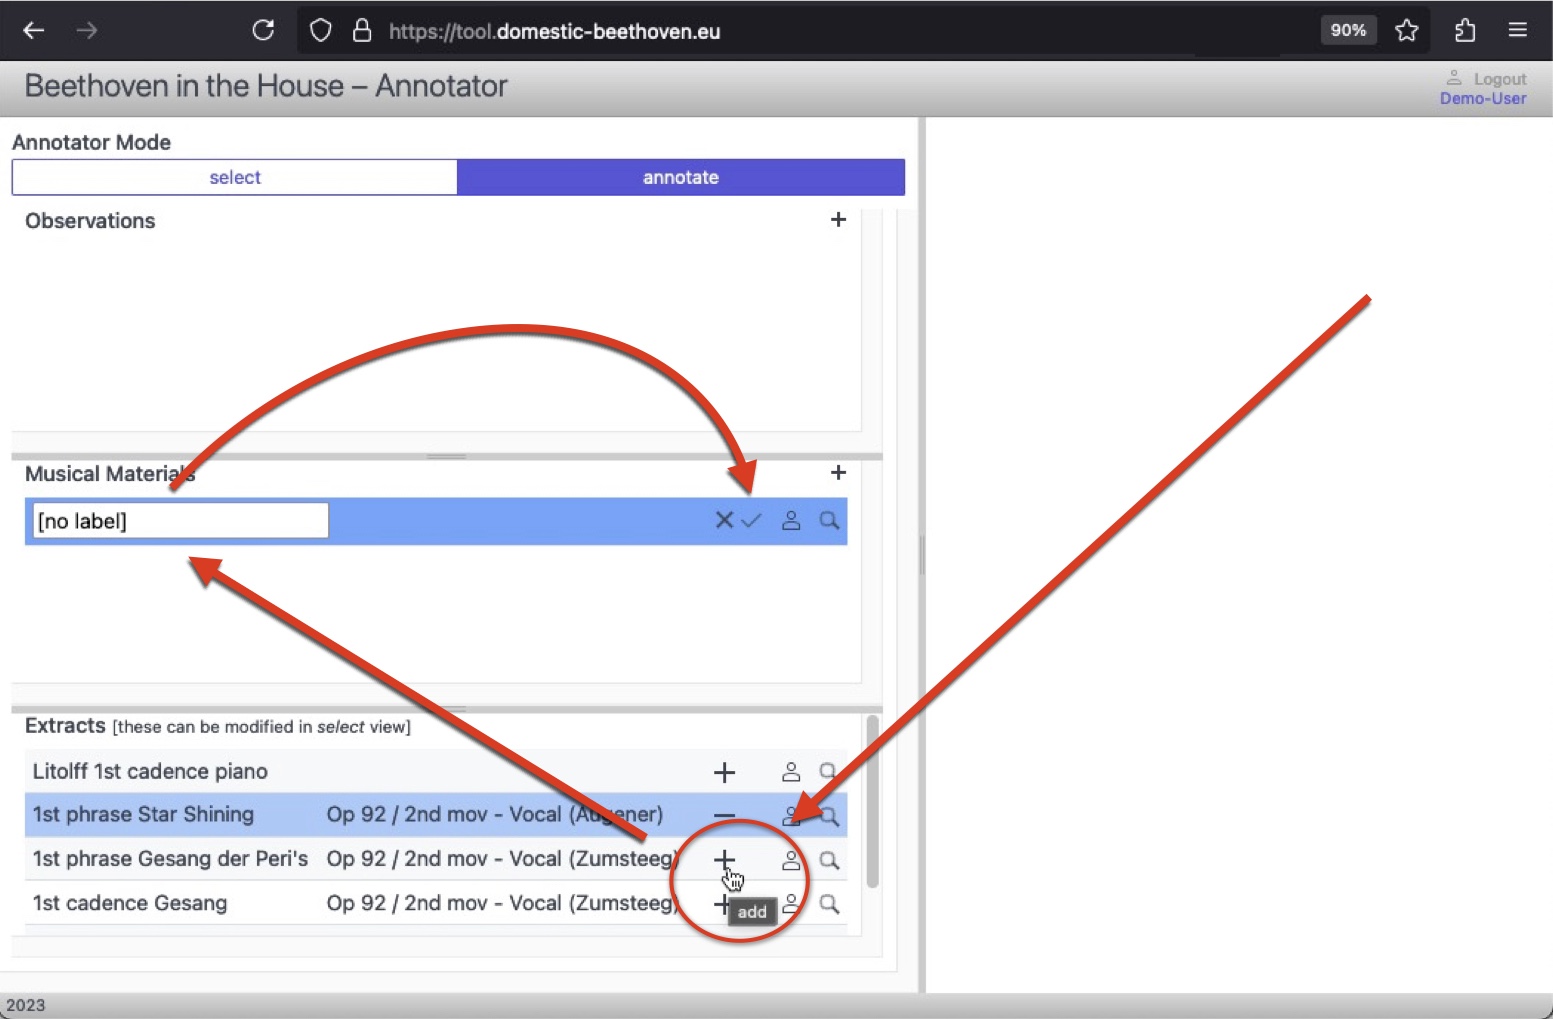 https://tool.domestic-beethoven.eu 90%
Beethoven in the House – Annotator
Logout
Demo-User
Annotator Mode
select annotate
Observations +
Musical Materials +
[no label]
Extracts [these can be modified in select view]
Litolff 1st cadence piano
1st phrase Star Shining Op 92 / 2nd mov - Vocal (Augener)
1st phrase Gesang der Peri's Op 92 / 2nd mov - Vocal (Zumsteeg)
1st cadence Gesang Op 92 / 2nd mov - Vocal (Zumsteeg)
add
2023